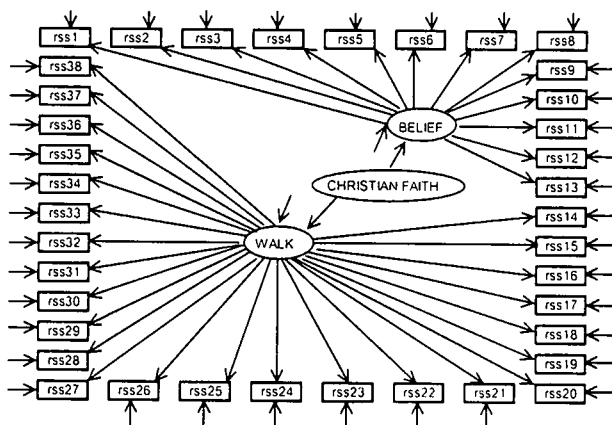 rss1 rss2 rss3 rss4 rss5 rss6 rss7 rss8
rss38 rss9
rss37 rss10
rss36 BELIEF rss11
rss35 rss12
rss34 CHRISTIAN FAITH rss13
rss33 rss14
rss32 WALK rss15
rss31 rss16
rss30 rss17
rss29 rss18
rss28 rss19
rss27 rss26 rss25 rss24 rss23 rss22 rss21 rss20